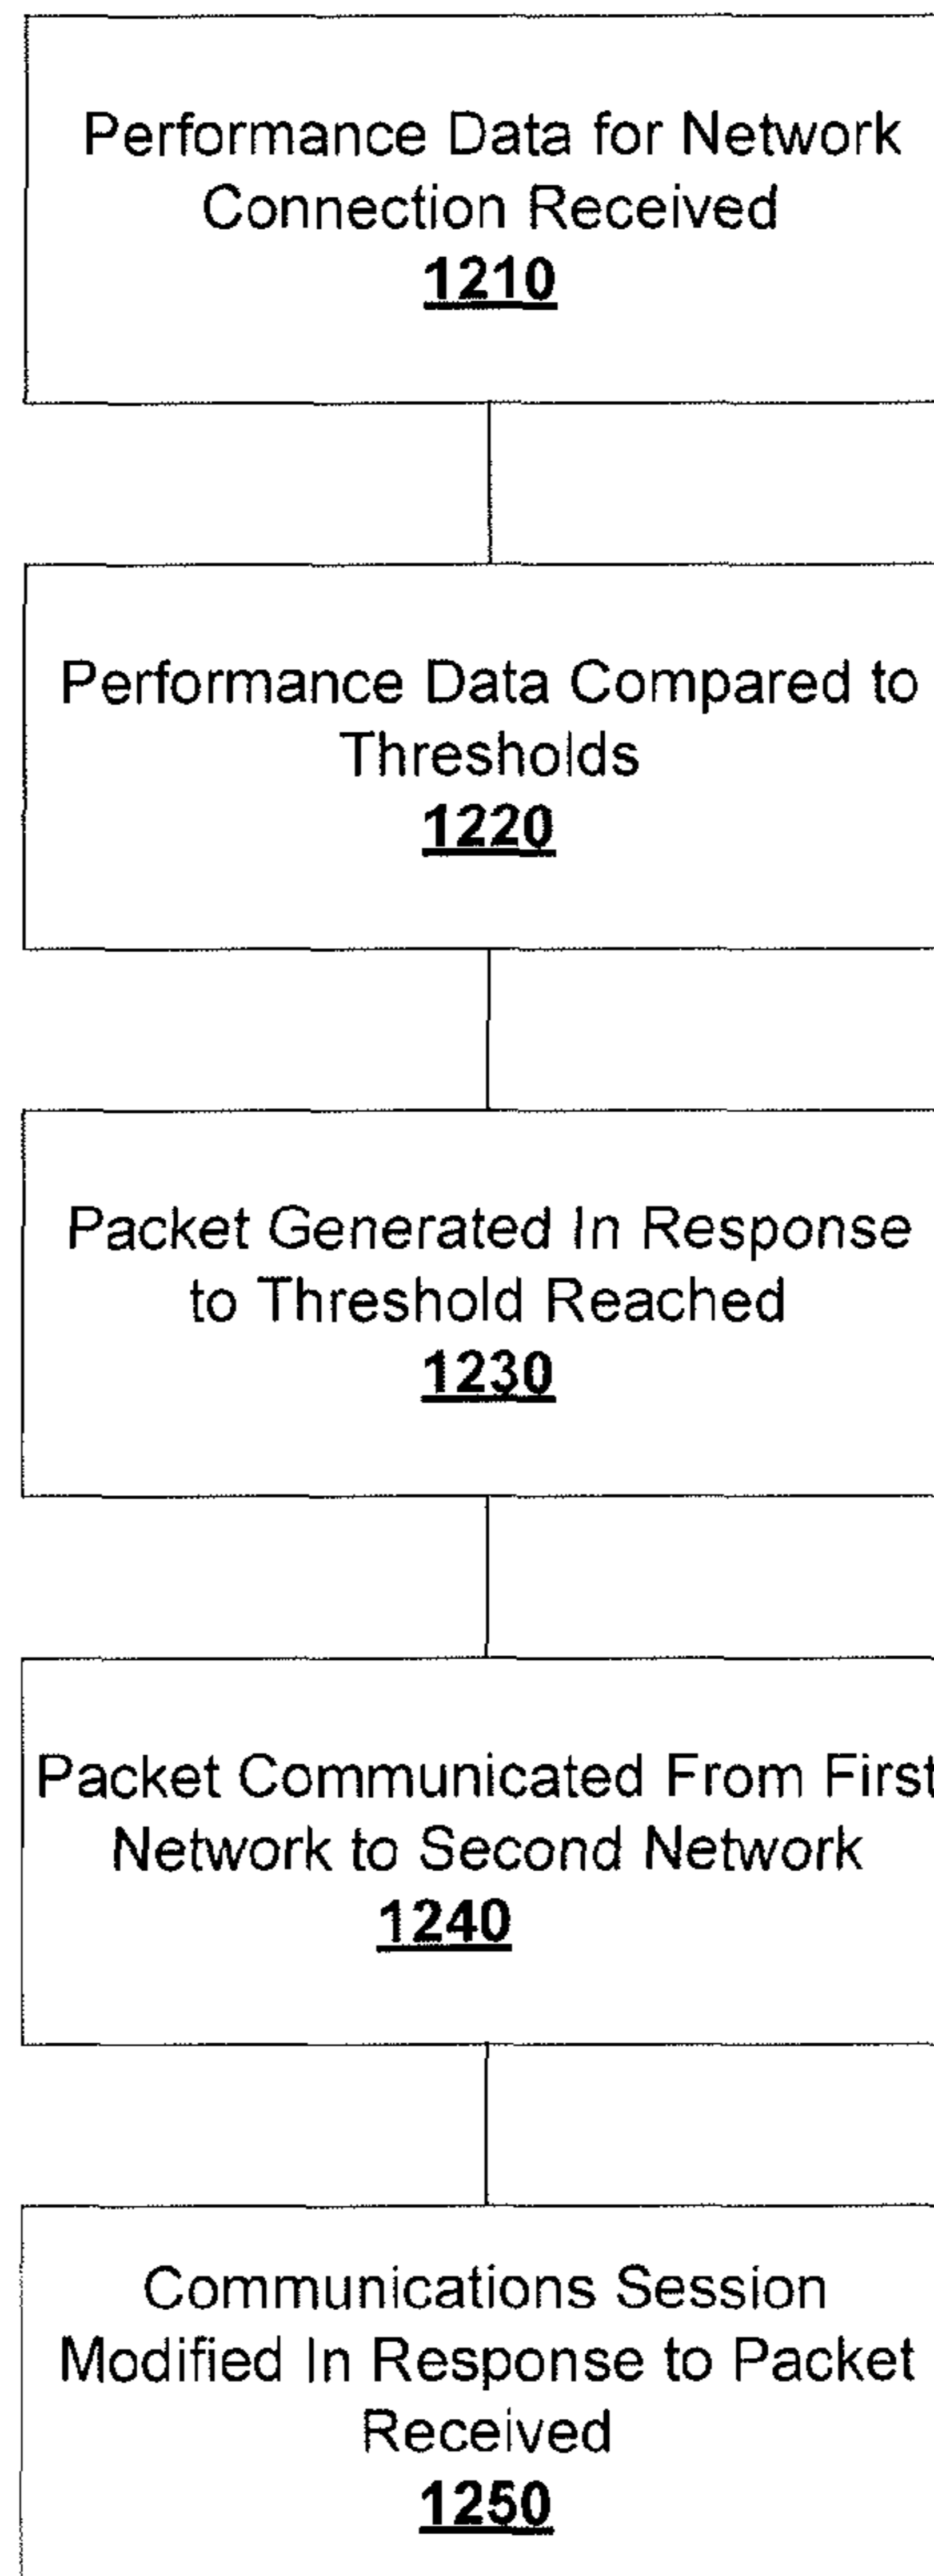 Performance Data for Network
Connection Received
1210
Performance Data Compared to
Thresholds
1220
Packet Generated In Response
to Threshold Reached
1230
Packet Communicated From First
Network to Second Network
1240
Communications Session
Modified In Response to Packet
Received
1250